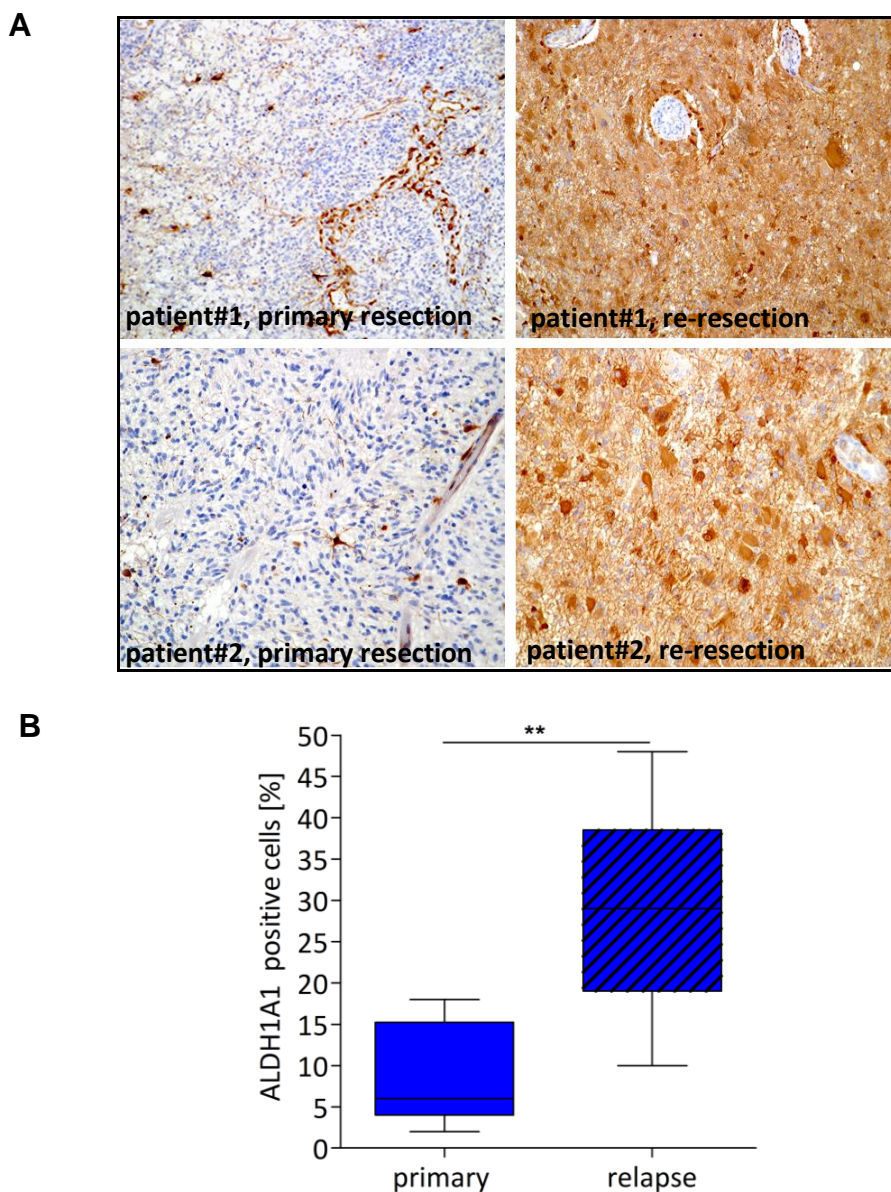 A
patient#1, primary resection
patient#1, re-resection
patient#2, primary resection
patient#2, re-resection
B
ALDH1A1 positive cells [%]
50
45
40
35
30
25
20
15
10
5
0
**
primary
relapse